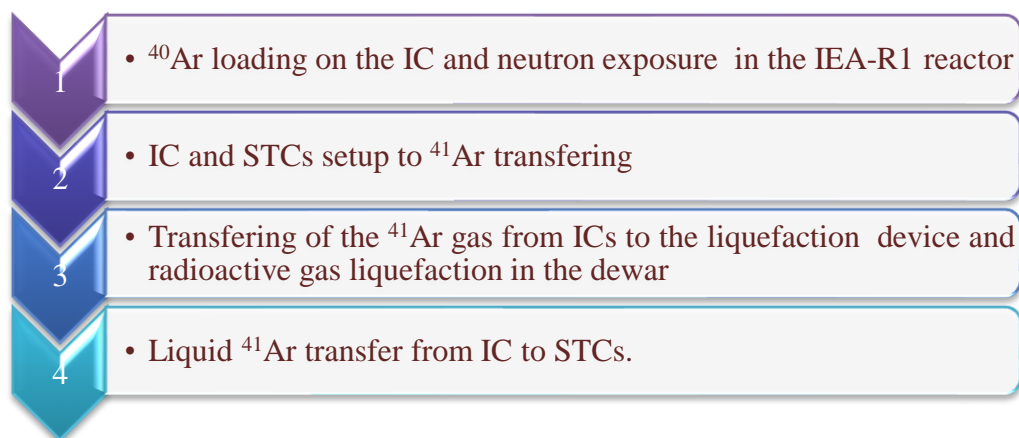 1
• ⁴⁰Ar loading on the IC and neutron exposure in the IEA-R1 reactor
2
• IC and STCs setup to ⁴¹Ar transfering
3
• Transfering of the ⁴¹Ar gas from ICs to the liquefaction device and
radioactive gas liquefaction in the dewar
4
• Liquid ⁴¹Ar transfer from IC to STCs.